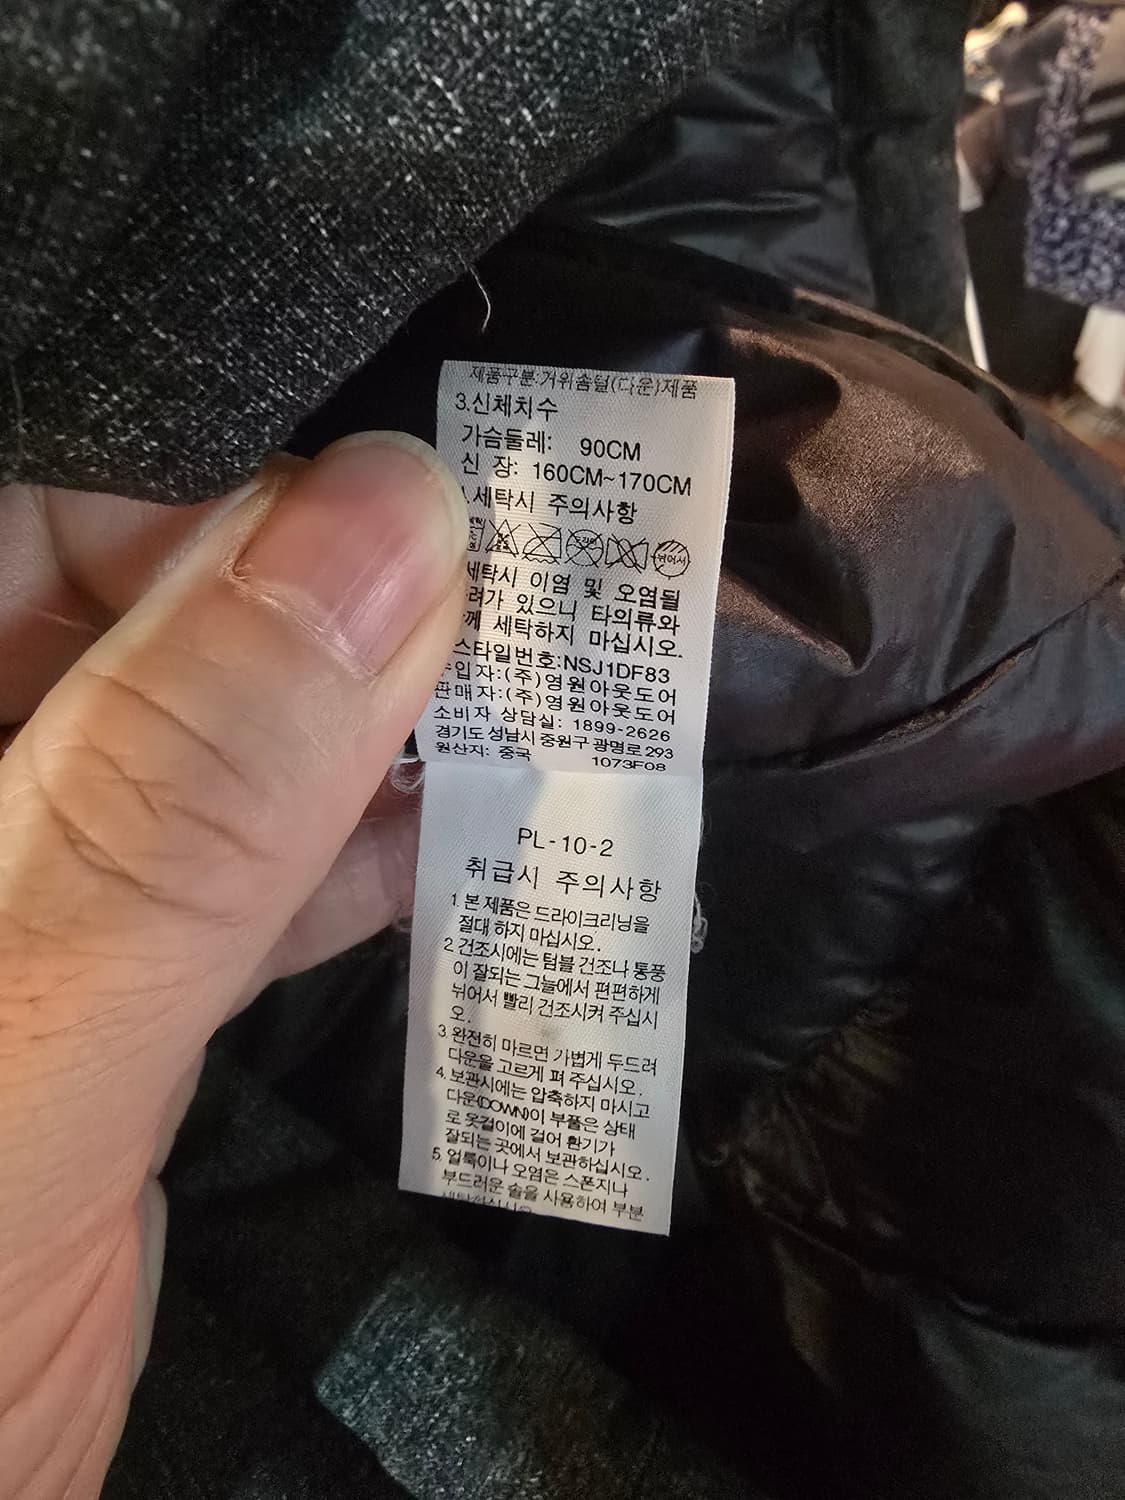 제품구분:거위솜털(다운)제품
3.신체치수
가슴둘레: 90CM
신 장: 160CM~170CM
.세탁시 주의사항
뉘어서
세탁시 이염 및 오염될
려가 있으니 타의류와
께 세탁하지 마십시오.
스타일번호:NSJ1DF83
입자:(주)영원아웃도어
판매자:(주)영원아웃도어
소비자 상담실: 1899-2626
경기도 성남시 중원구 광명로 293
원산지: 중국 1073F08
PL-10-2
취급시 주의사항
1. 본 제품은 드라이크리닝을
절대 하지 마십시오.
2 건조시에는 텀블 건조나 통풍
이 잘되는 그늘에서 편편하게
뉘어서 빨리 건조시켜 주십시
오.
3. 완전히 마르면 가볍게 두드려
다운을 고르게 펴 주십시오.
4. 보관시에는 압축하지 마시고
다운(DOWN)이 부풀은 상태
로 옷걸이에 걸어 환기가
잘되는 곳에서 보관하십시오.
5. 얼룩이나 오염은 스폰지나
부드러운 솔을 사용하여 부분